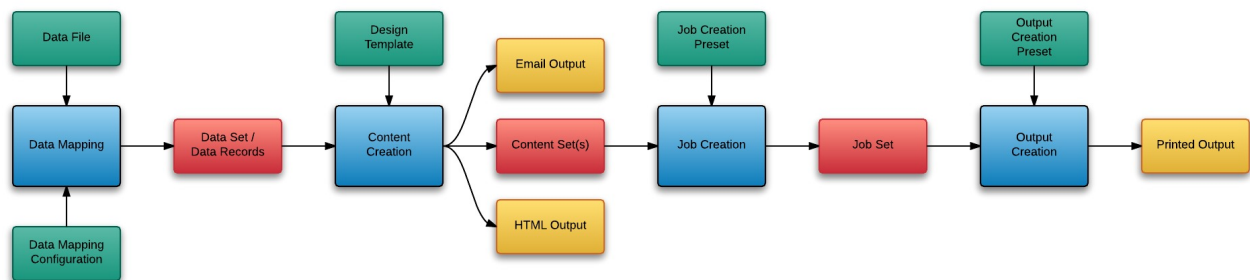 Data File
Design
Template
Job Creation
Preset
Output
Creation
Preset
Email Output
Data Mapping
Data Set /
Data Records
Content
Creation
Content Set(s)
Job Creation
Job Set
Output
Creation
Printed Output
HTML Output
Data Mapping
Configuration